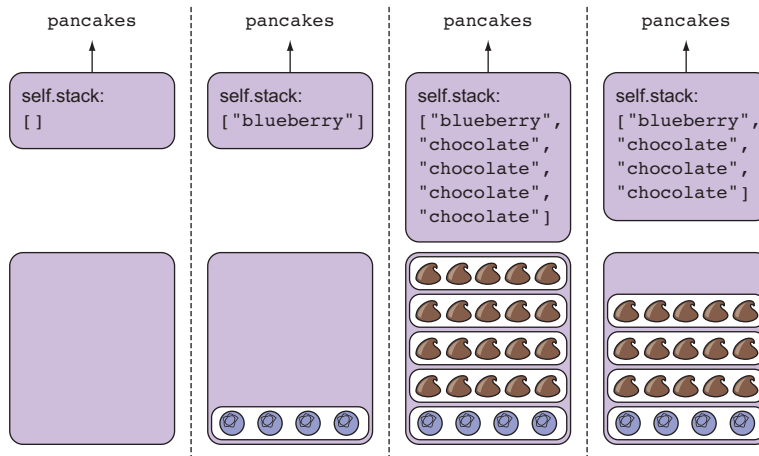 pancakes
self.stack:
[]
pancakes
self.stack:
["blueberry"]
pancakes
self.stack:
["blueberry",
"chocolate",
"chocolate",
"chocolate",
"chocolate"]
pancakes
self.stack:
["blueberry",
"chocolate",
"chocolate",
"chocolate"]